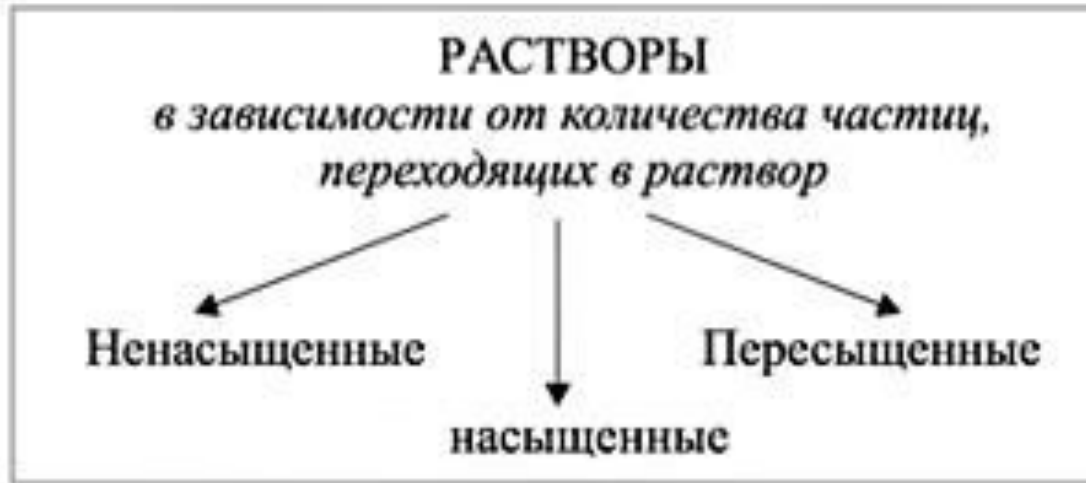 РАСТВОРЫ
в зависимости от количества частиц,
переходящих в раствор
Ненасыщенные
Пересыщенные
насыщенные